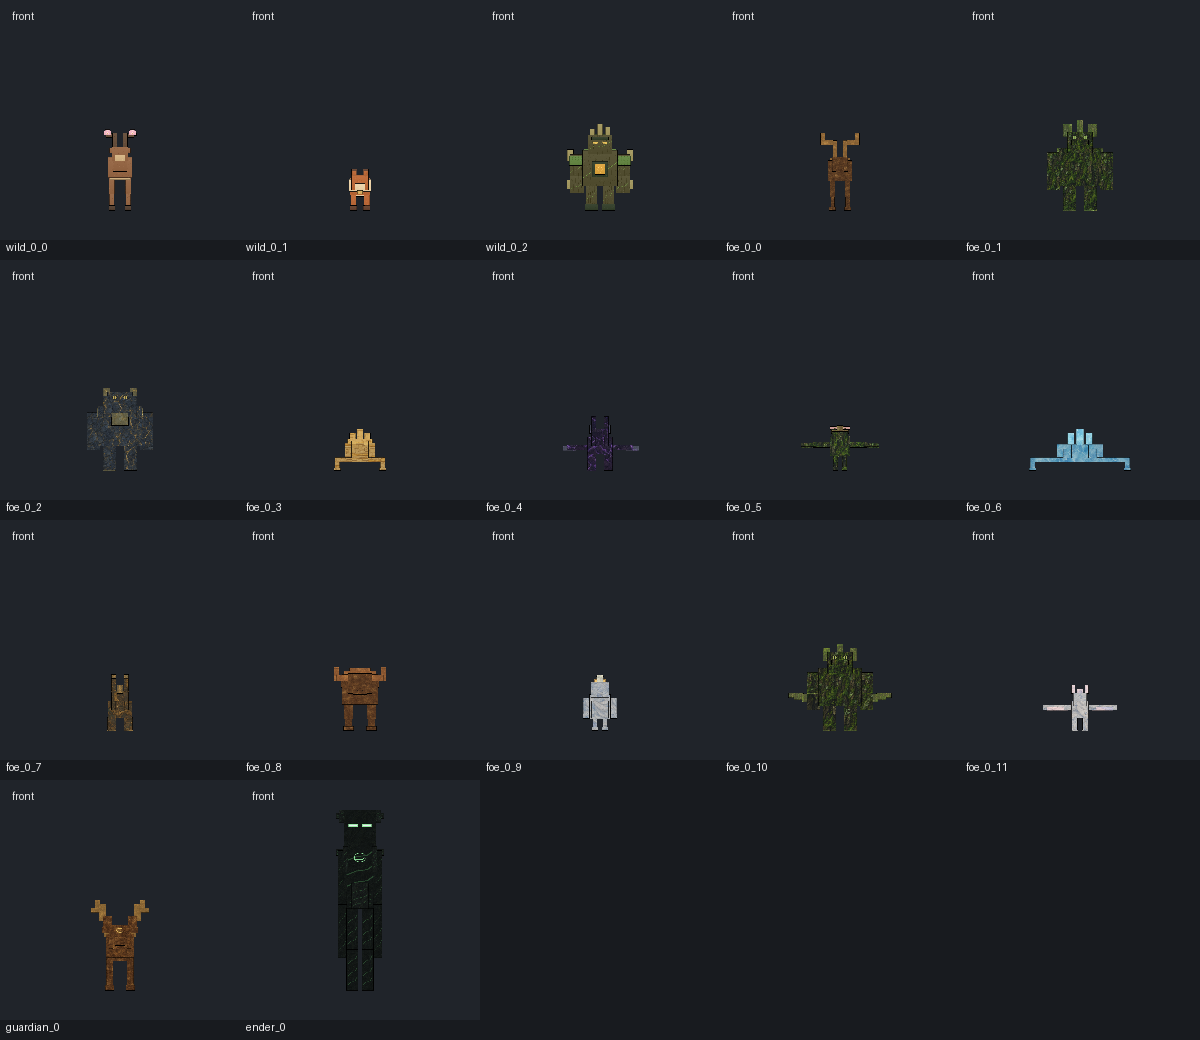 front front front front front
wild_0_0 wild_0_1 wild_0_2 foe_0_0 foe_0_1
front front front front front
foe_0_2 foe_0_3 foe_0_4 foe_0_5 foe_0_6
front front front front front
foe_0_7 foe_0_8 foe_0_9 foe_0_10 foe_0_11
front front
guardian_0 ender_0